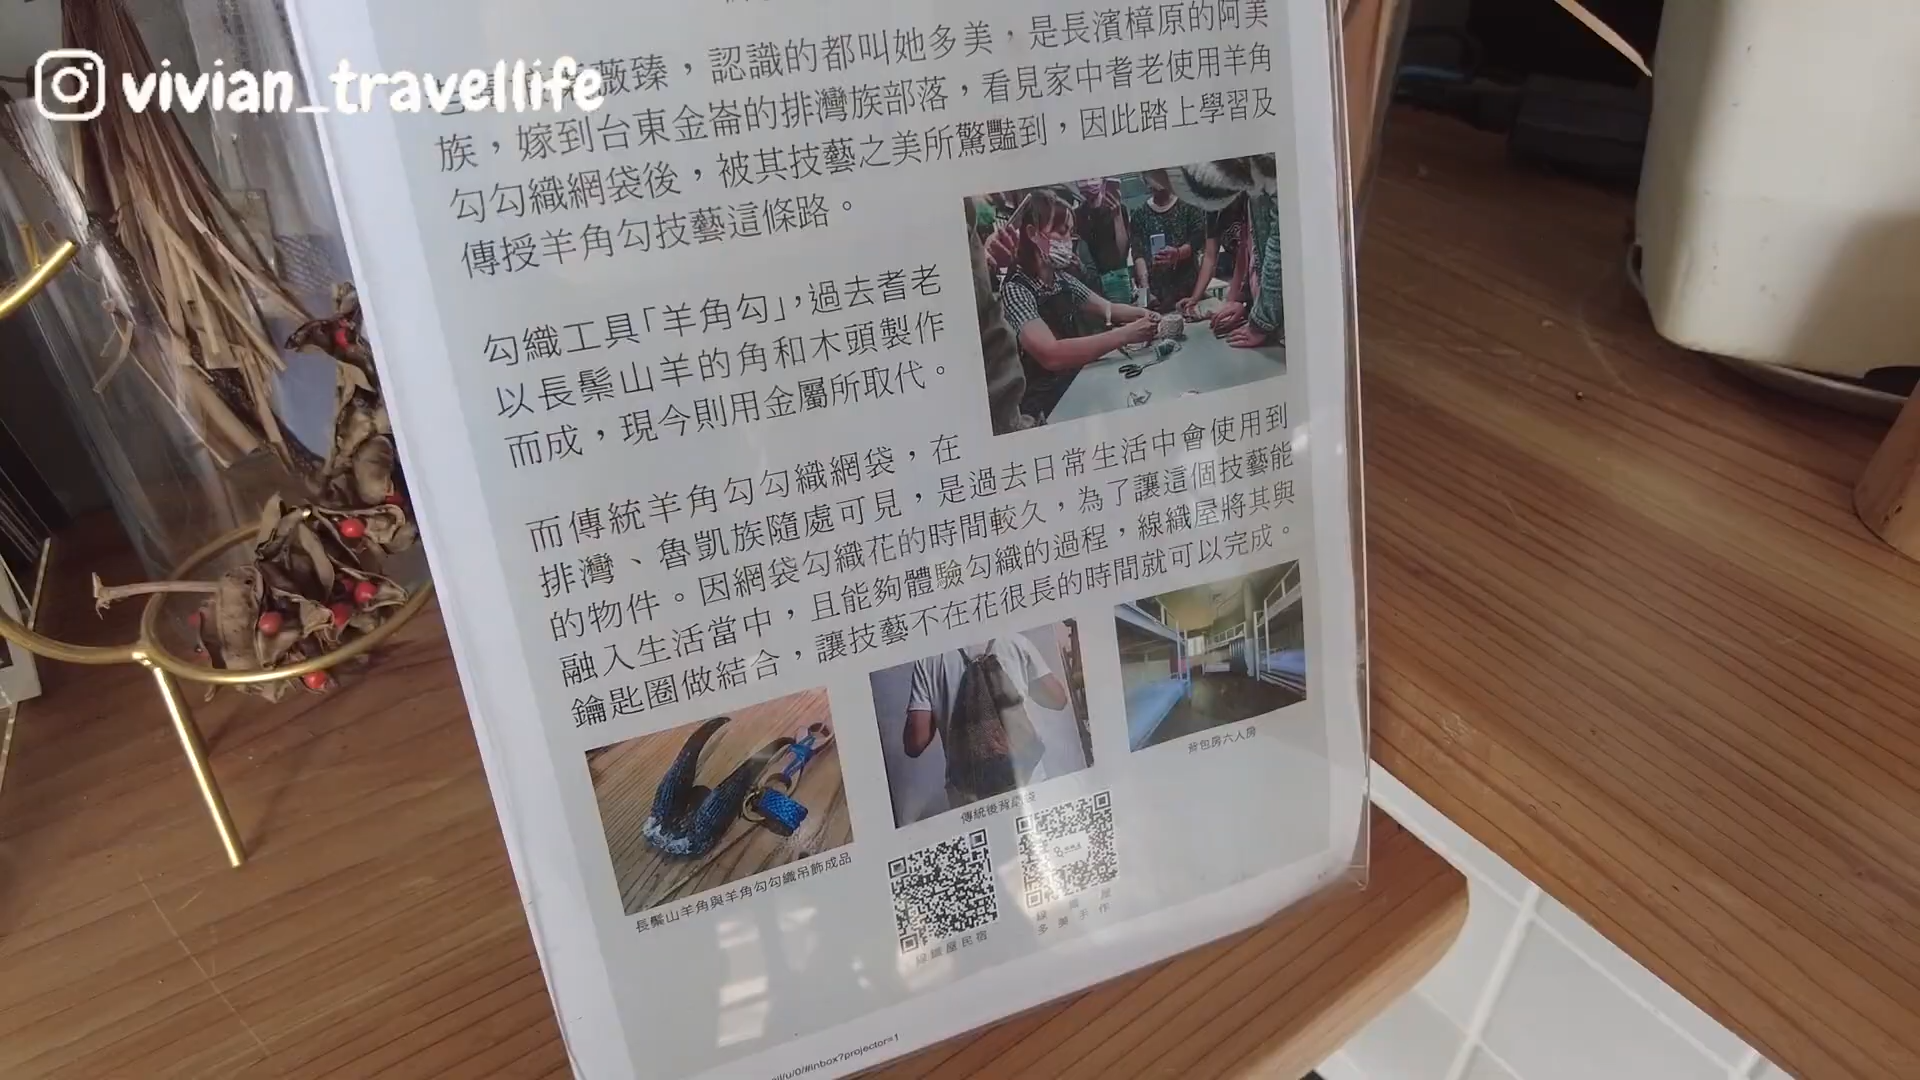 vivian_travellife
薇臻，認識的都叫她多美，是長濱樟原的阿美
族，嫁到台東金崙的排灣族部落，看見家中耆老使用羊角
勾勾織網袋後，被其技藝之美所驚豔到，因此踏上學習及
傳授羊角勾技藝這條路。
勾織工具「羊角勾」，過去耆老
以長鬃山羊的角和木頭製作
而成，現今則用金屬所取代。
而傳統羊角勾勾織網袋，在
排灣、魯凱族隨處可見，是過去日常生活中會使用到
的物件。因網袋勾織花的時間較久，為了讓這個技藝能
融入生活當中，且能夠體驗勾織的過程，線織屋將其與
鑰匙圈做結合，讓技藝不在花很長的時間就可以完成。
背包房六人房
傳統後背
長鬃山羊角與羊角勾勾織吊飾成品
線織屋民宿
線織屋
多美手作
il/u/0/#inbox?projector=1